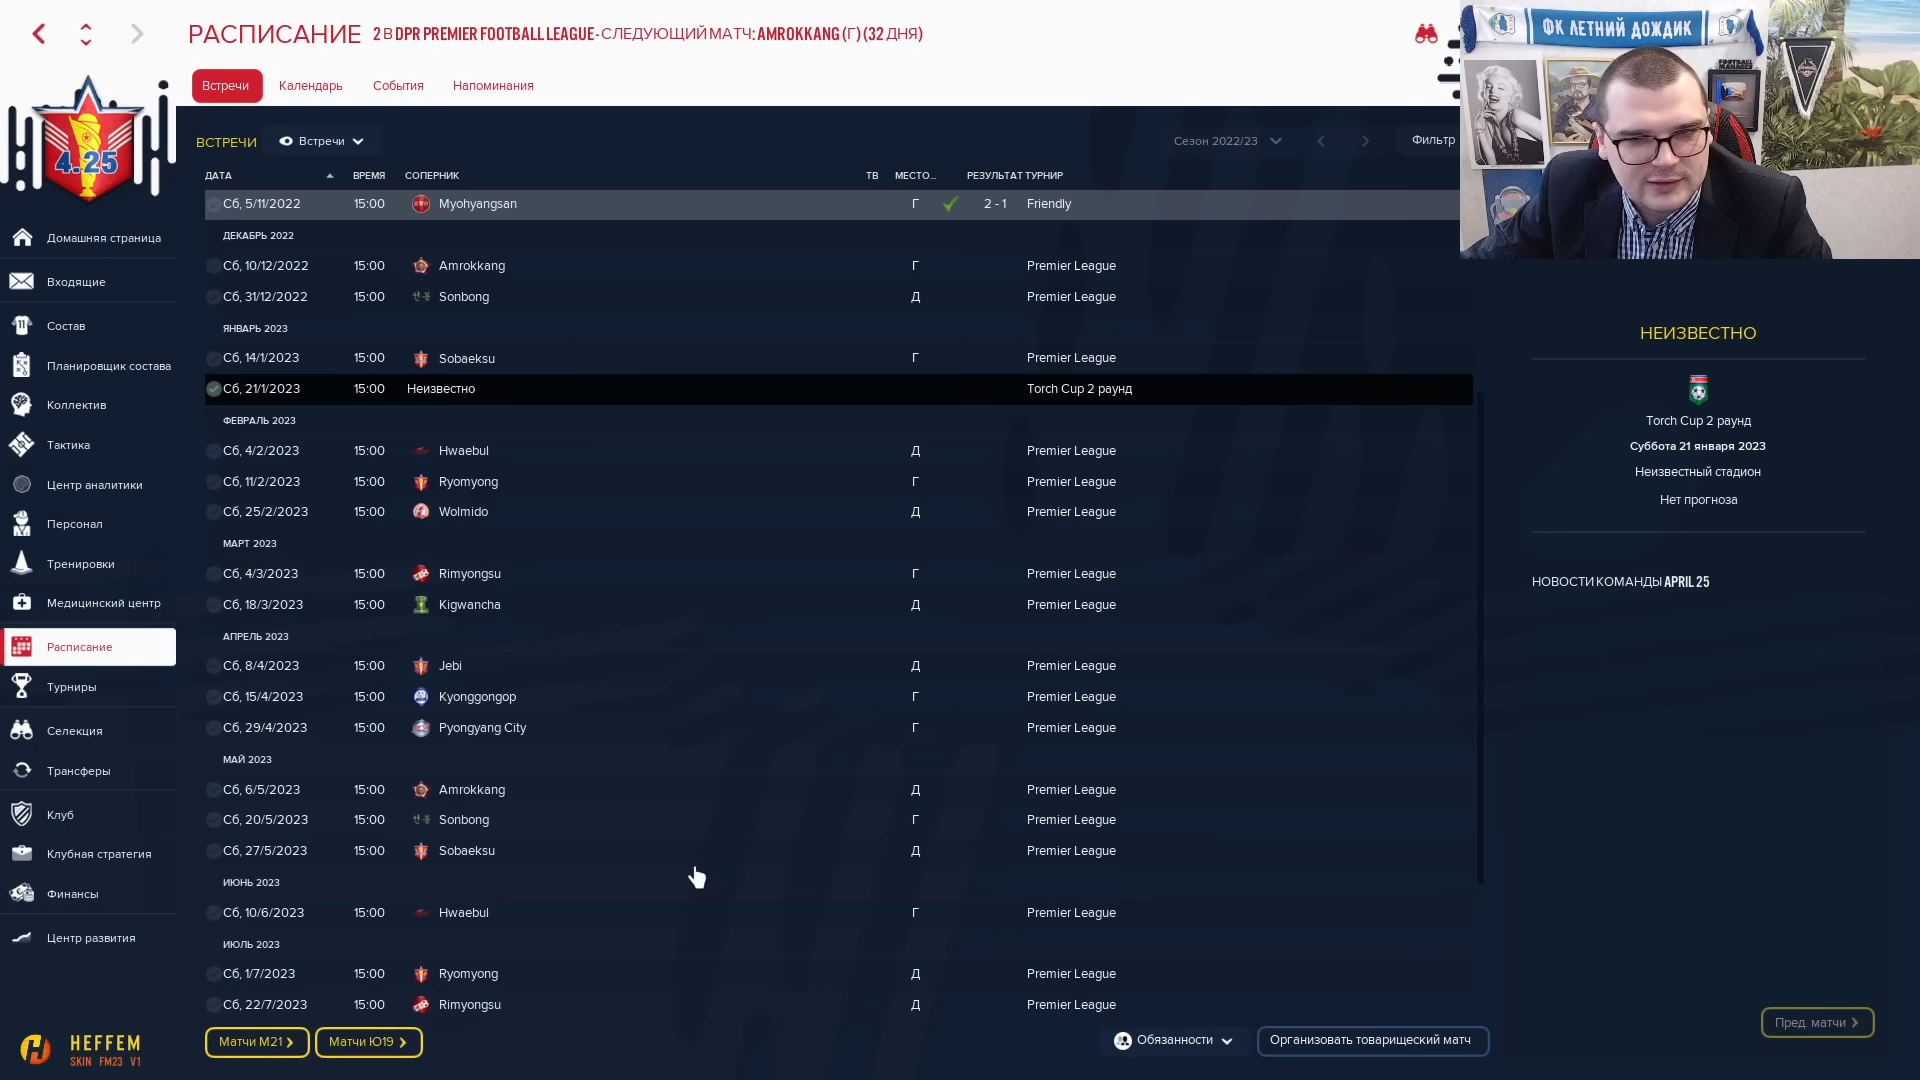 РАСПИСАНИЕ
2 В DPR PREMIER FOOTBALL LEAGUE - СЛЕДУЮЩИЙ МАТЧ: AMROKKANG (Г) (32 ДНЯ)
ФК ЛЕТНИЙ ДОЖДИК
FOOTBALL MANAGER
Встречи
Календарь
События
Напоминания
4.25
ВСТРЕЧИ
Встречи
Сезон 2022/23
Фильтр
ДАТА ВРЕМЯ СОПЕРНИК ТВ МЕСТО... РЕЗУЛЬТАТ ТУРНИР
Сб, 5/11/2022 15:00 Myohyangsan Г 2 - 1 Friendly
ДЕКАБРЬ 2022
Сб, 10/12/2022 15:00 Amrokkang Г Premier League
Сб, 31/12/2022 15:00 Sonbong Д Premier League
ЯНВАРЬ 2023
Сб, 14/1/2023 15:00 Sobaeksu Г Premier League
Сб, 21/1/2023 15:00 Неизвестно Torch Cup 2 раунд
ФЕВРАЛЬ 2023
Сб, 4/2/2023 15:00 Hwaebul Д Premier League
Сб, 11/2/2023 15:00 Ryomyong Г Premier League
Сб, 25/2/2023 15:00 Wolmido Д Premier League
МАРТ 2023
Сб, 4/3/2023 15:00 Rimyongsu Г Premier League
Сб, 18/3/2023 15:00 Kigwancha Д Premier League
АПРЕЛЬ 2023
Сб, 8/4/2023 15:00 Jebi Д Premier League
Сб, 15/4/2023 15:00 Kyonggongop Г Premier League
Сб, 29/4/2023 15:00 Pyongyang City Г Premier League
МАЙ 2023
Сб, 6/5/2023 15:00 Amrokkang Д Premier League
Сб, 20/5/2023 15:00 Sonbong Г Premier League
Сб, 27/5/2023 15:00 Sobaeksu Д Premier League
ИЮНЬ 2023
Сб, 10/6/2023 15:00 Hwaebul Г Premier League
ИЮЛЬ 2023
Сб, 1/7/2023 15:00 Ryomyong Д Premier League
Сб, 22/7/2023 15:00 Rimyongsu Д Premier League
Домашняя страница
Входящие
Состав
Планировщик состава
Коллектив
Тактика
Центр аналитики
Персонал
Тренировки
Медицинский центр
Расписание
Турниры
Селекция
Трансферы
Клуб
Клубная стратегия
Финансы
Центр развития
НЕИЗВЕСТНО
Torch Cup 2 раунд
Суббота 21 января 2023
Неизвестный стадион
Нет прогноза
НОВОСТИ КОМАНДЫ APRIL 25
Пред. матчи
HEFFEM
SKIN FM23 V1
Матчи М21
Матчи Ю19
Обязанности
Организовать товарищеский матч